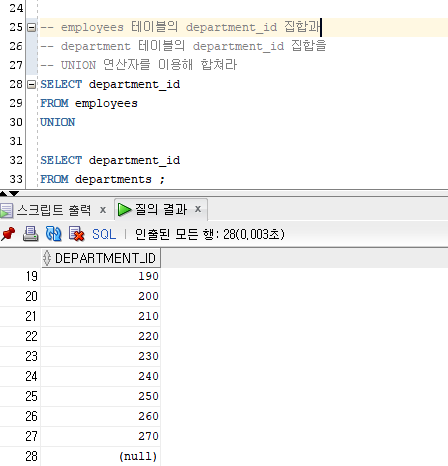 24
25 -- employees 테이블의 department_id 집합과
26 -- department 테이블의 department_id 집합을
27 -- UNION 연산자를 이용해 합쳐라
28 SELECT department_id
29 FROM employees
30 UNION
31
32 SELECT department_id
33 FROM departments ;
스크립트 출력 x 질의 결과 x
SQL | 인출된 모든 행: 28(0,003초)
DEPARTMENT_ID
19 190
20 200
21 210
22 220
23 230
24 240
25 250
26 260
27 270
28 (null)